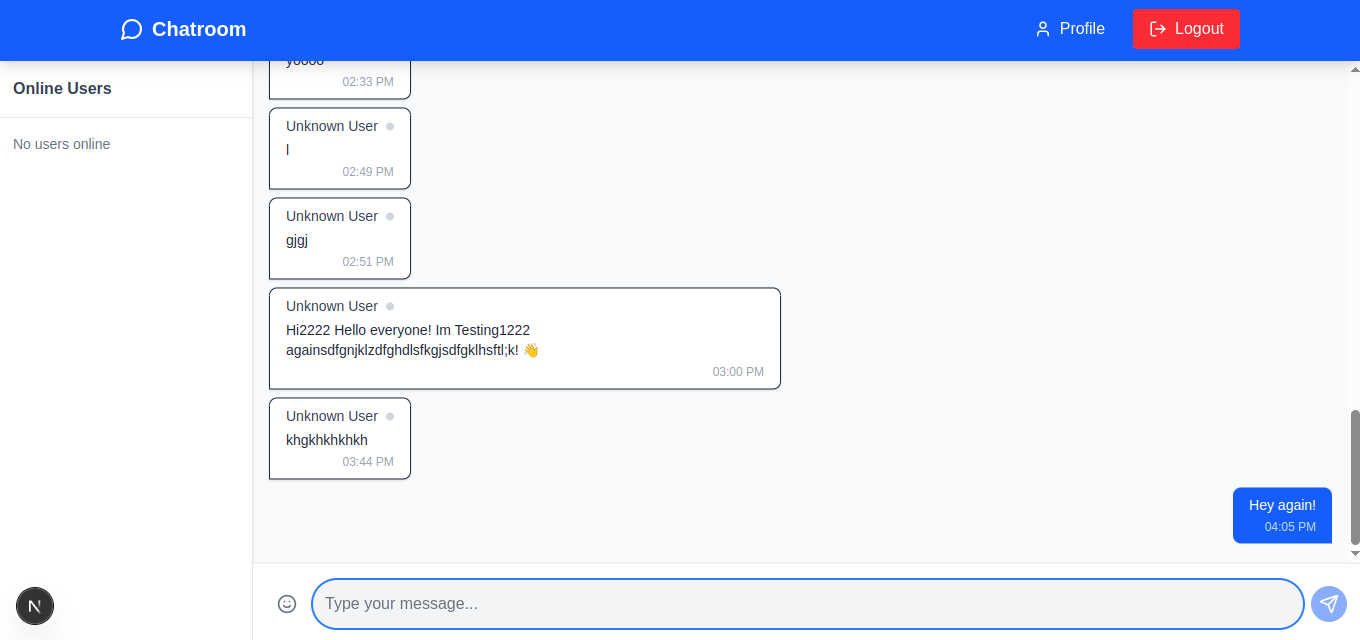 Chatroom
Profile
Logout
Online Users
No users online
yoooo
02:33 PM
Unknown User
l
02:49 PM
Unknown User
gjgj
02:51 PM
Unknown User
Hi2222 Hello everyone! Im Testing1222
againsdfgnjklzdfghdlsfkgjsdfgklhsftl;k! 👋
03:00 PM
Unknown User
khgkhkhkhkh
03:44 PM
Hey again!
04:05 PM
N
Type your message...